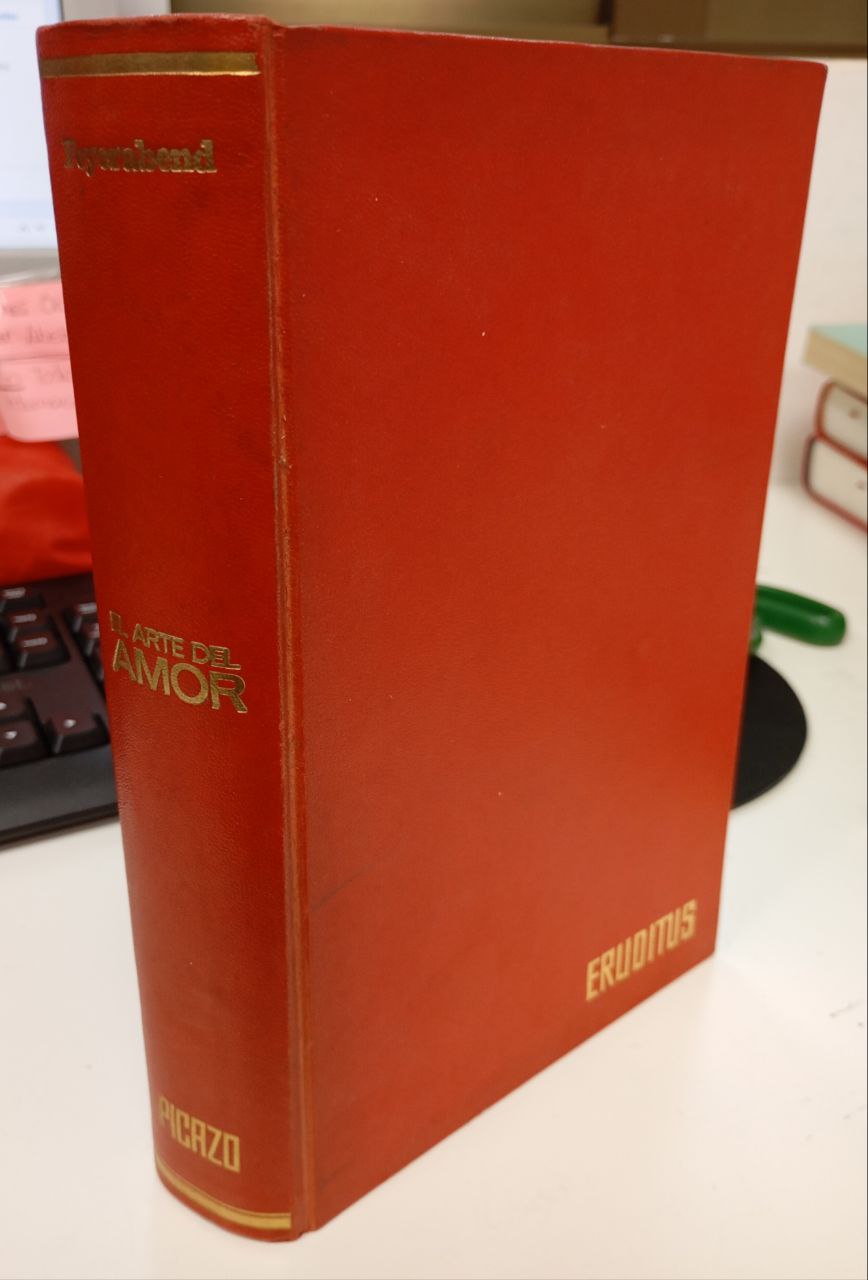 Feyerabend
EL ARTE DEL
AMOR
PICAZO
ERUDITUS